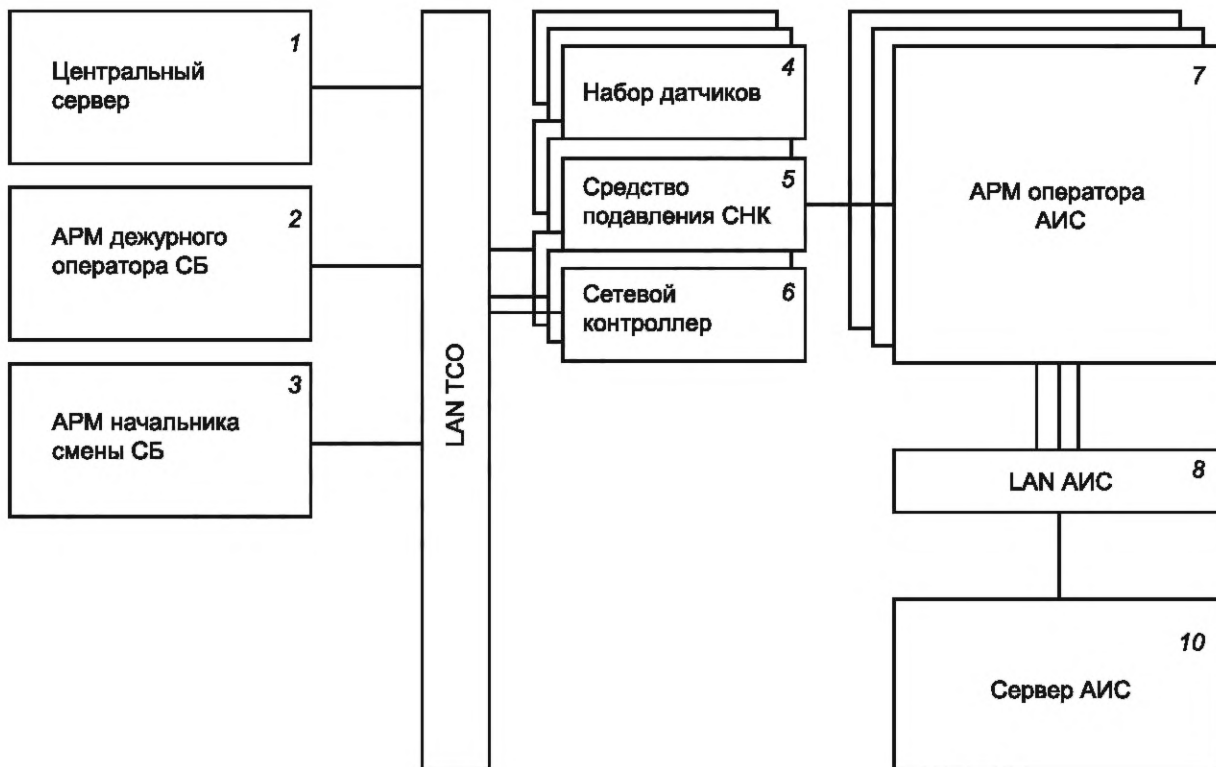 1
Центральный
сервер
2
АРМ дежурного
оператора СБ
3
АРМ начальника
смены СБ
LAN ТСО
4
Набор датчиков
5
Средство
подавления СНК
6
Сетевой
контроллер
7
АРМ оператора
АИС
8
LAN АИС
10
Сервер АИС